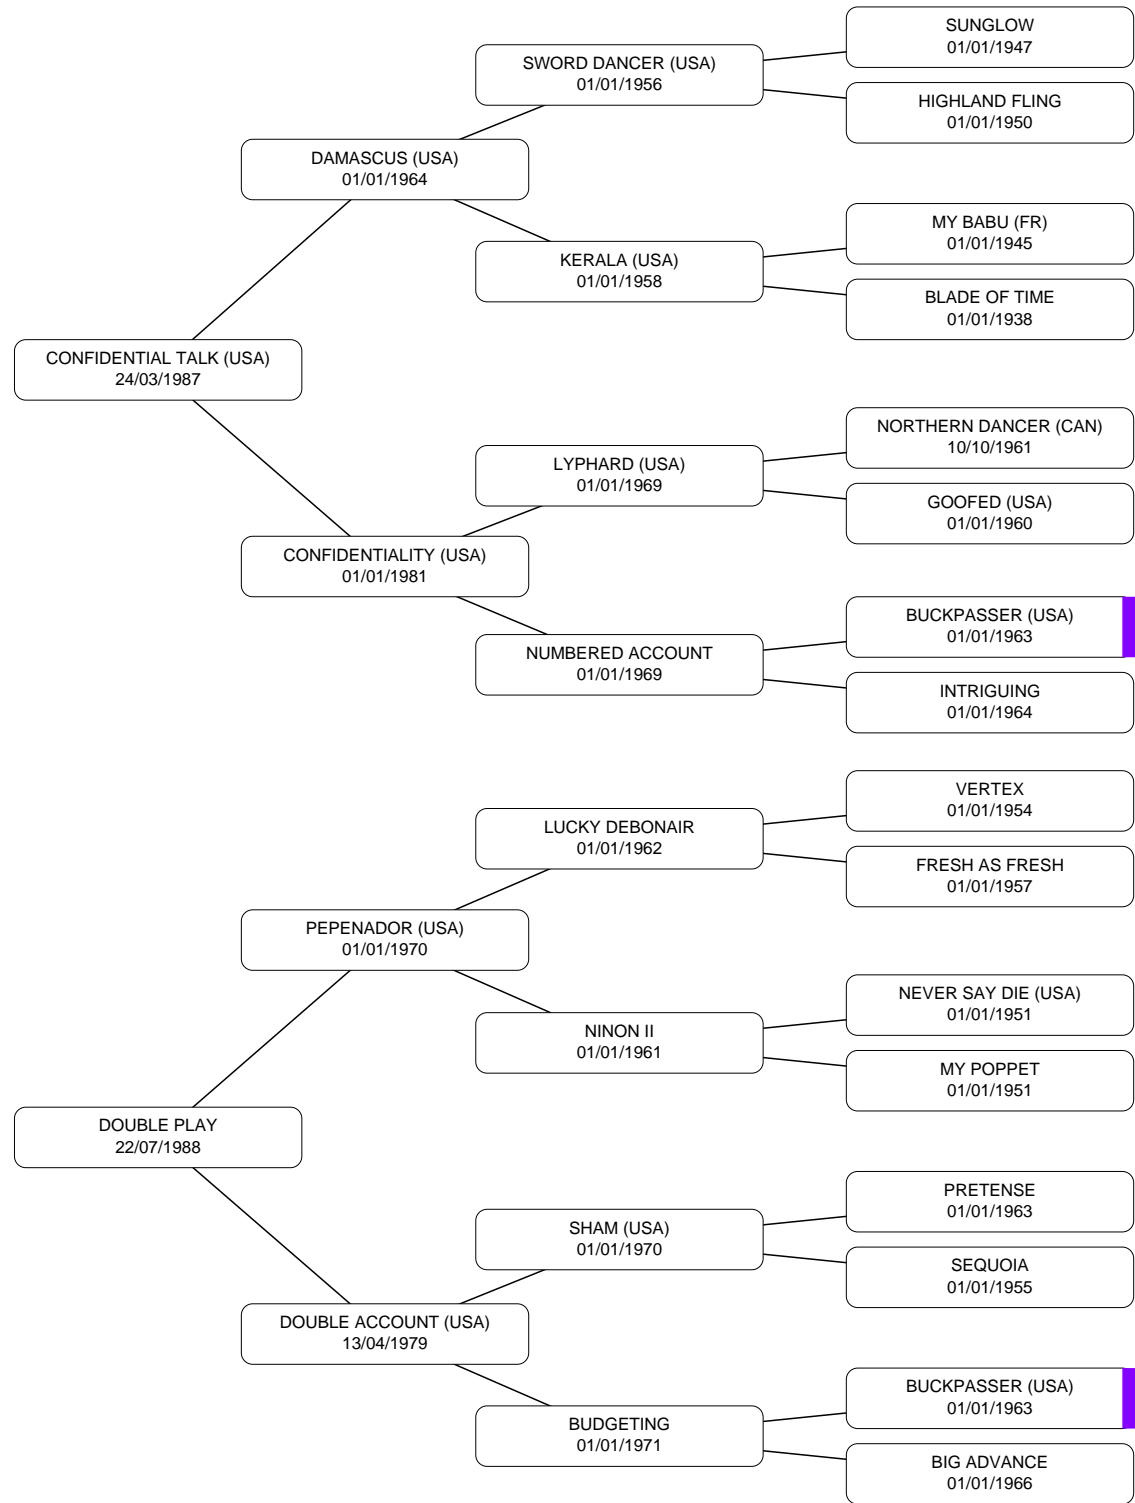 SUNGLOW
01/01/1947
SWORD DANCER (USA)
01/01/1956
HIGHLAND FLING
01/01/1950
DAMASCUS (USA)
01/01/1964
MY BABU (FR)
01/01/1945
KERALA (USA)
01/01/1958
BLADE OF TIME
01/01/1938
CONFIDENTIAL TALK (USA)
24/03/1987
NORTHERN DANCER (CAN)
10/10/1961
LYPHARD (USA)
01/01/1969
GOOFED (USA)
01/01/1960
CONFIDENTIALITY (USA)
01/01/1981
BUCKPASSER (USA)
01/01/1963
NUMBERED ACCOUNT
01/01/1969
INTRIGUING
01/01/1964
VERTEX
01/01/1954
LUCKY DEBONAIR
01/01/1962
FRESH AS FRESH
01/01/1957
PEPENADOR (USA)
01/01/1970
NEVER SAY DIE (USA)
01/01/1951
NINON II
01/01/1961
MY POPPET
01/01/1951
DOUBLE PLAY
22/07/1988
PRETENSE
01/01/1963
SHAM (USA)
01/01/1970
SEQUOIA
01/01/1955
DOUBLE ACCOUNT (USA)
13/04/1979
BUCKPASSER (USA)
01/01/1963
BUDGETING
01/01/1971
BIG ADVANCE
01/01/1966